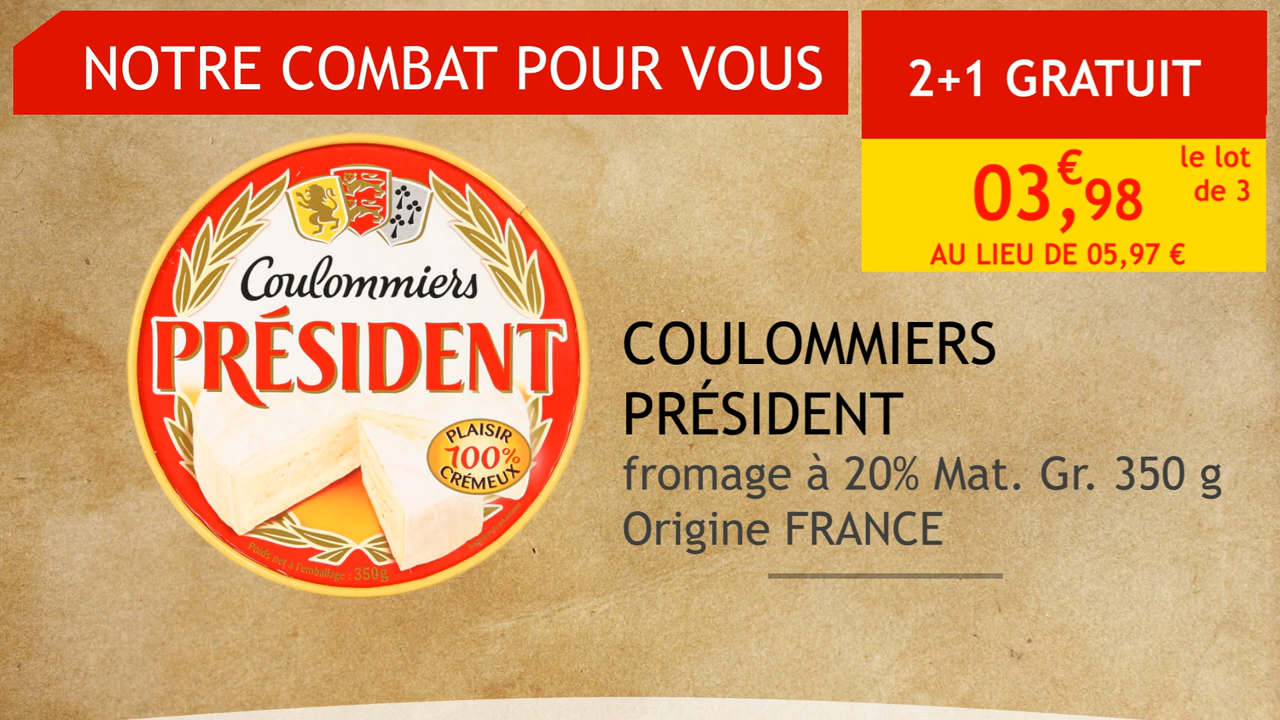 NOTRE COMBAT POUR VOUS
2+1 GRATUIT
03,€98
le lot
de 3
AU LIEU DE 05,97 €
Coulommiers
PRÉSIDENT
PLAISIR
100%
CRÉMEUX
Poids net à l'emballage : 350g
COULOMMIERS
PRÉSIDENT
fromage à 20% Mat. Gr. 350 g
Origine FRANCE